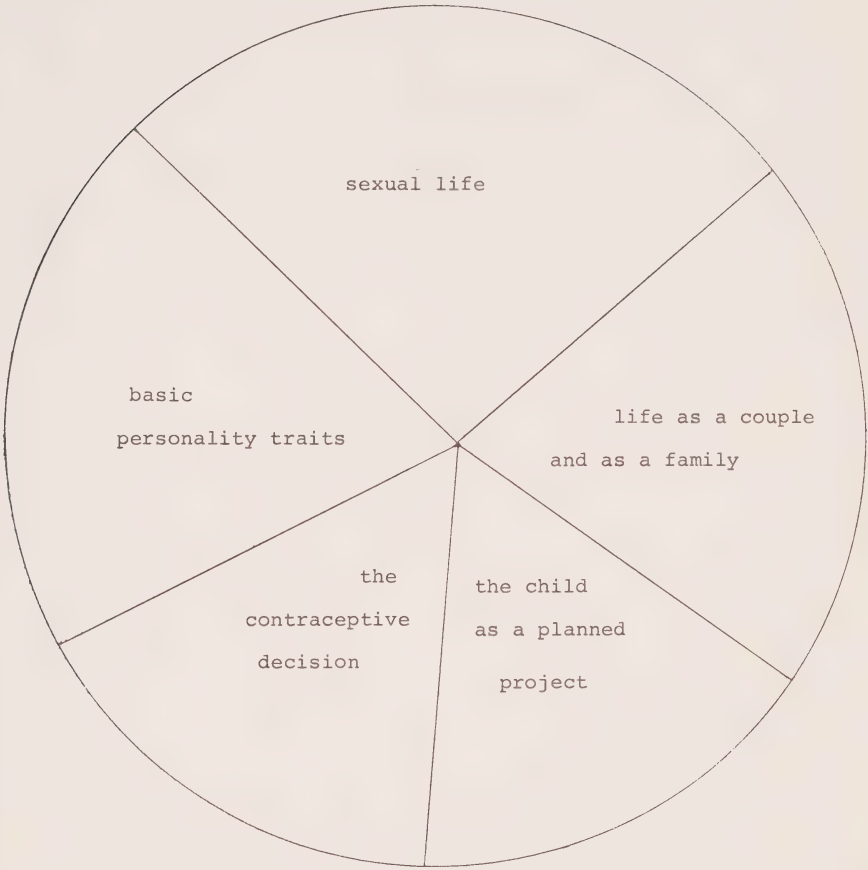 sexual life
basic
personality traits
life as a couple
and as a family
the
contraceptive
decision
the child
as a planned
project